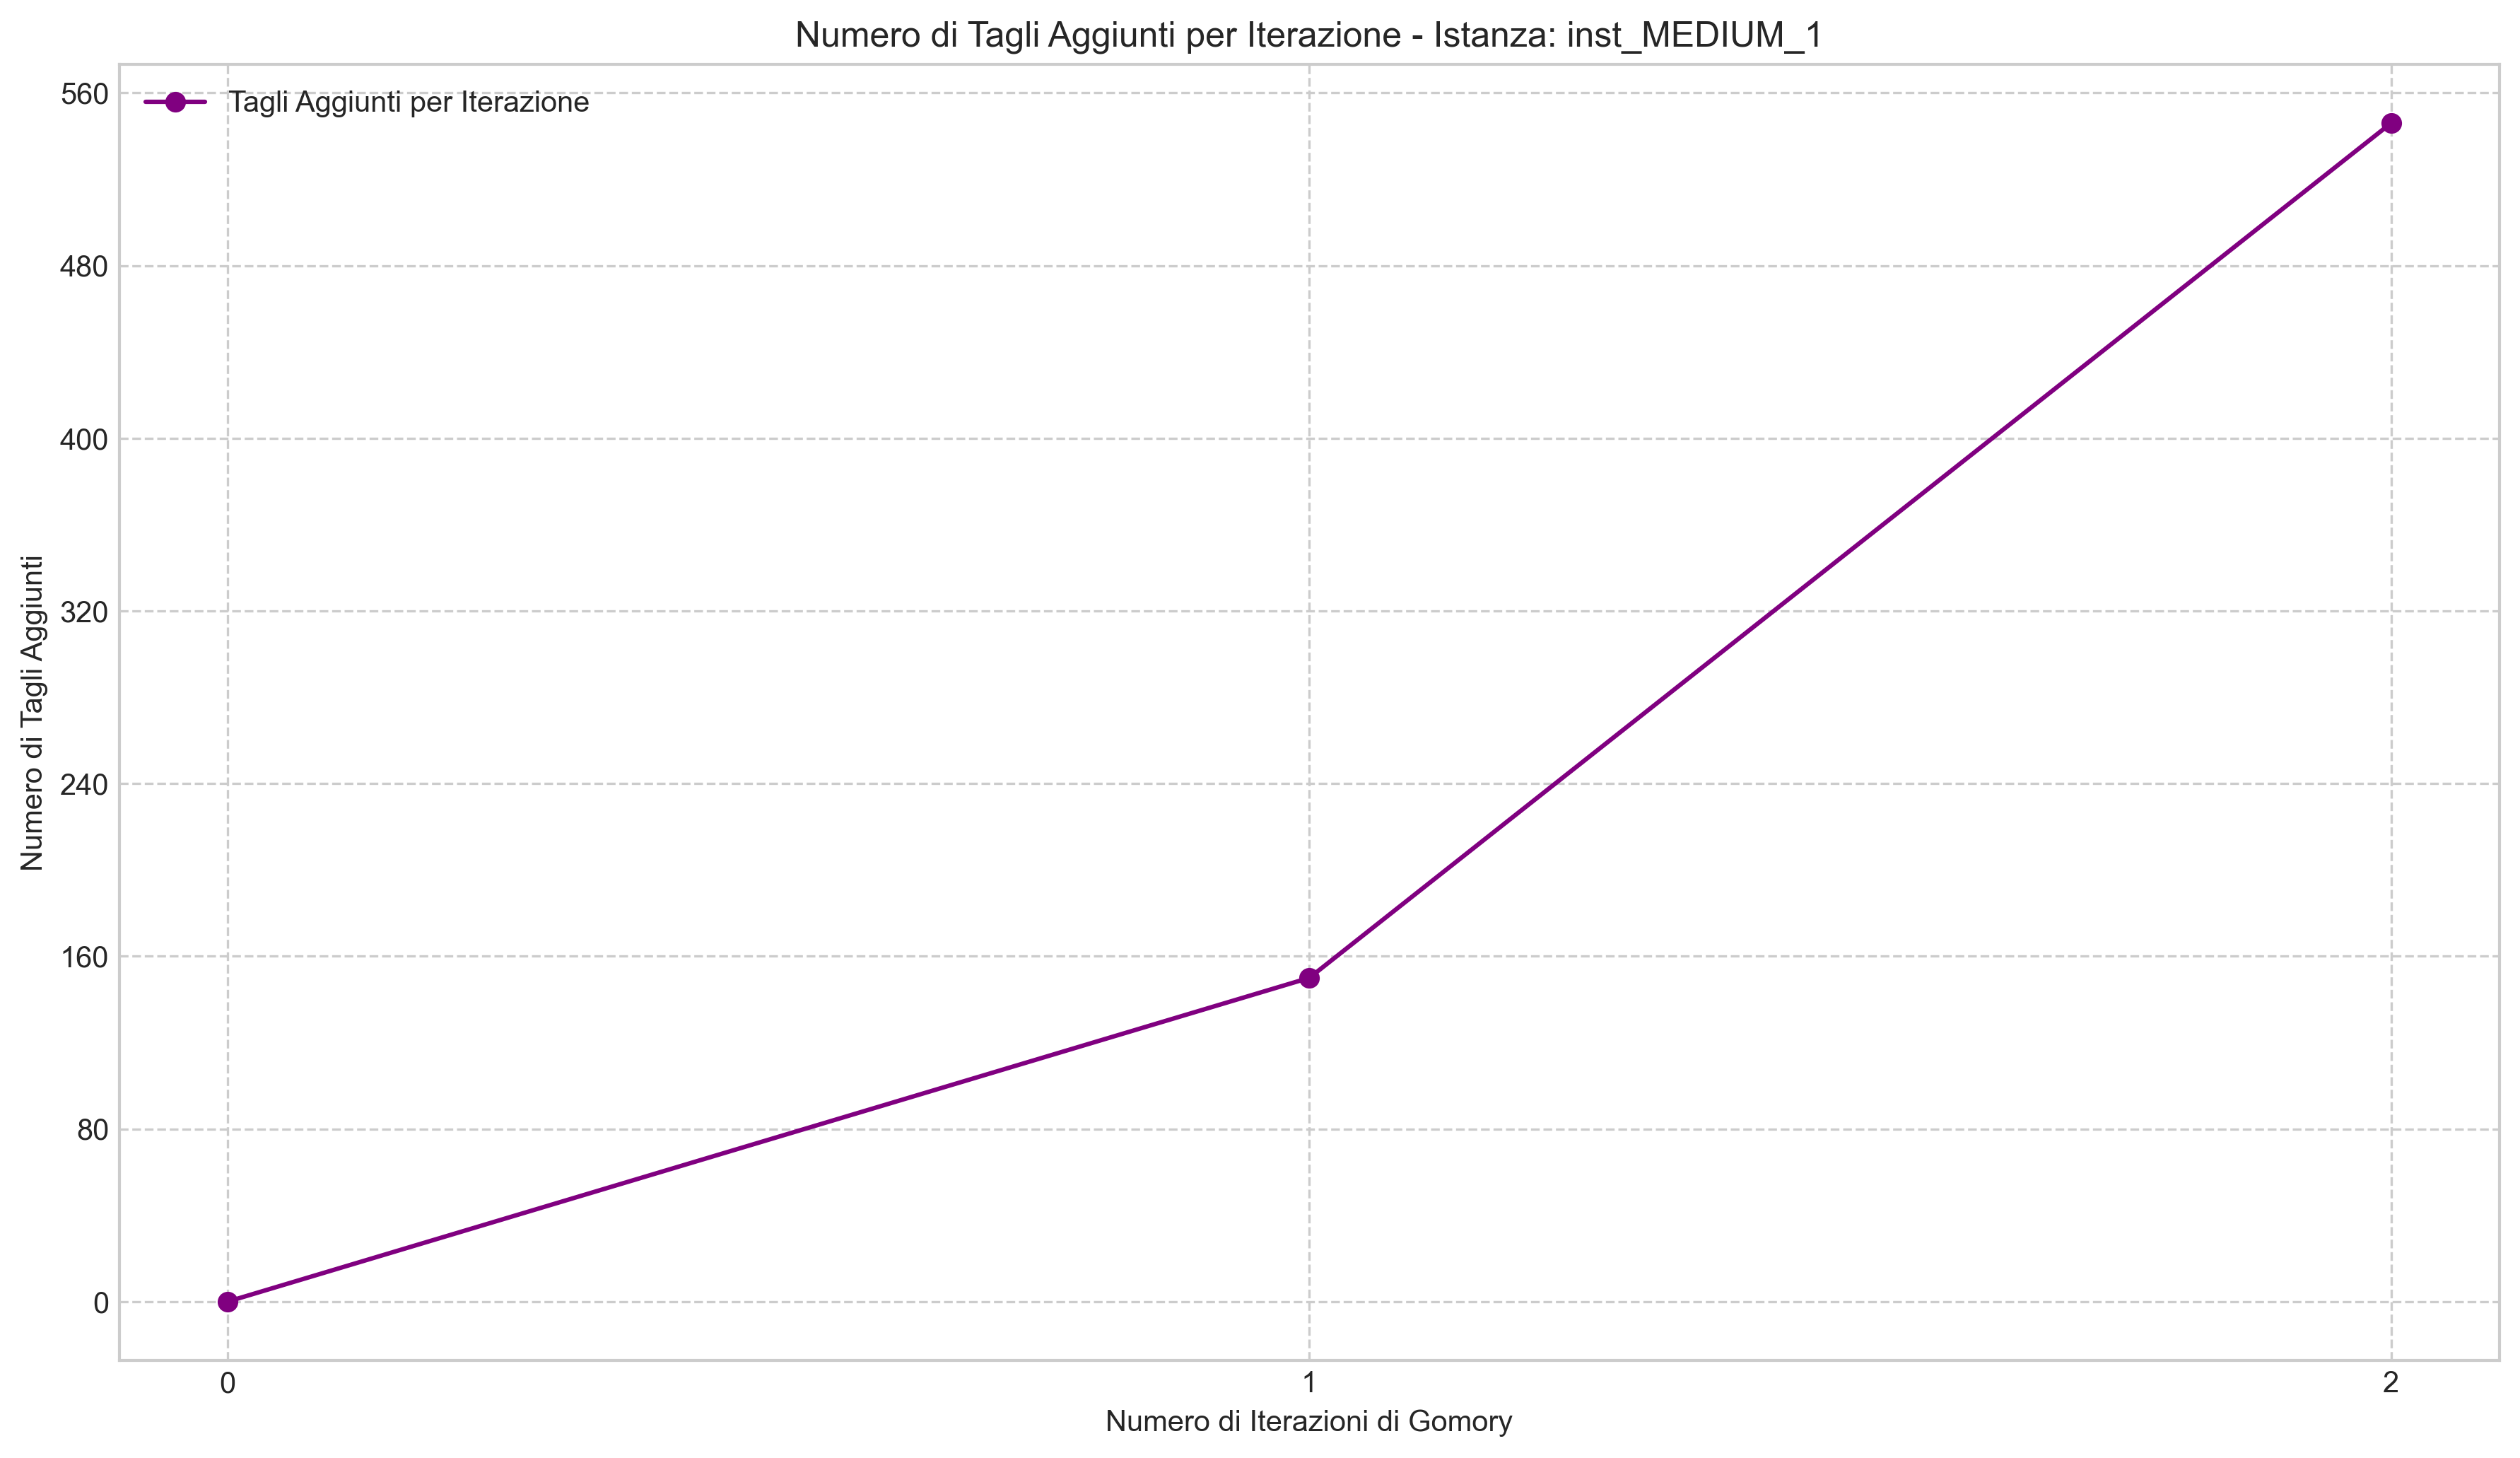 Numero di Tagli Aggiunti per Iterazione - Istanza: inst_MEDIUM_1
Tagli Aggiunti per Iterazione
Numero di Tagli Aggiunti
560
480
400
320
240
160
80
0
0
1
2
Numero di Iterazioni di Gomory